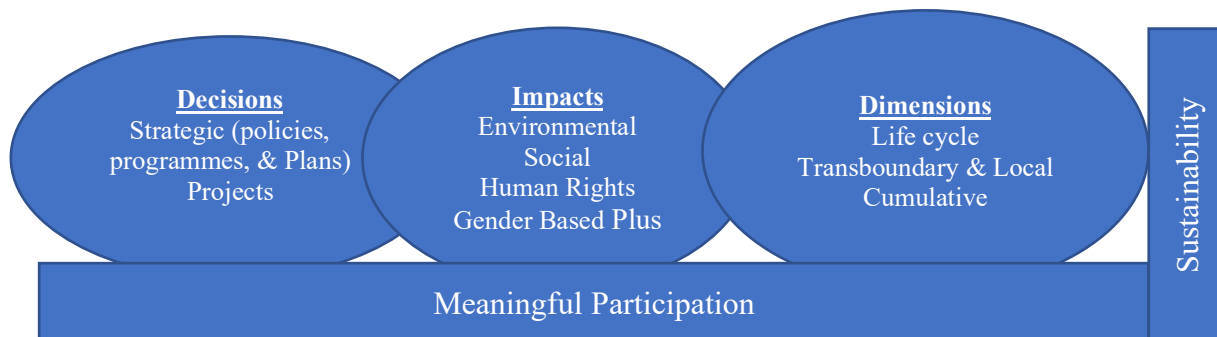 Decisions
Strategic (policies,
programmes, & Plans)
Projects
Impacts
Environmental
Social
Human Rights
Gender Based Plus
Dimensions
Life cycle
Transboundary & Local
Cumulative
Sustainability
Meaningful Participation